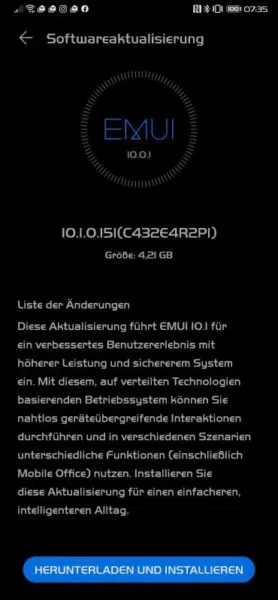 07:35
Softwareaktualisierung
EMUI
10.0.1
10.1.0.151(C432E4R2P1)
Größe: 4,21 GB
Liste der Änderungen
Diese Aktualisierung führt EMUI 10.1 für
ein verbessertes Benutzererlebnis mit
höherer Leistung und sichererem System
ein. Mit diesem, auf verteilten Technologien
basierenden Betriebssystem können Sie
nahtlos geräteübergreifende Interaktionen
durchführen und in verschiedenen Szenarien
unterschiedliche Funktionen (einschließlich
Mobile Office) nutzen. Installieren Sie
diese Aktualisierung für einen einfacheren,
intelligenteren Alltag.
HERUNTERLADEN UND INSTALLIEREN